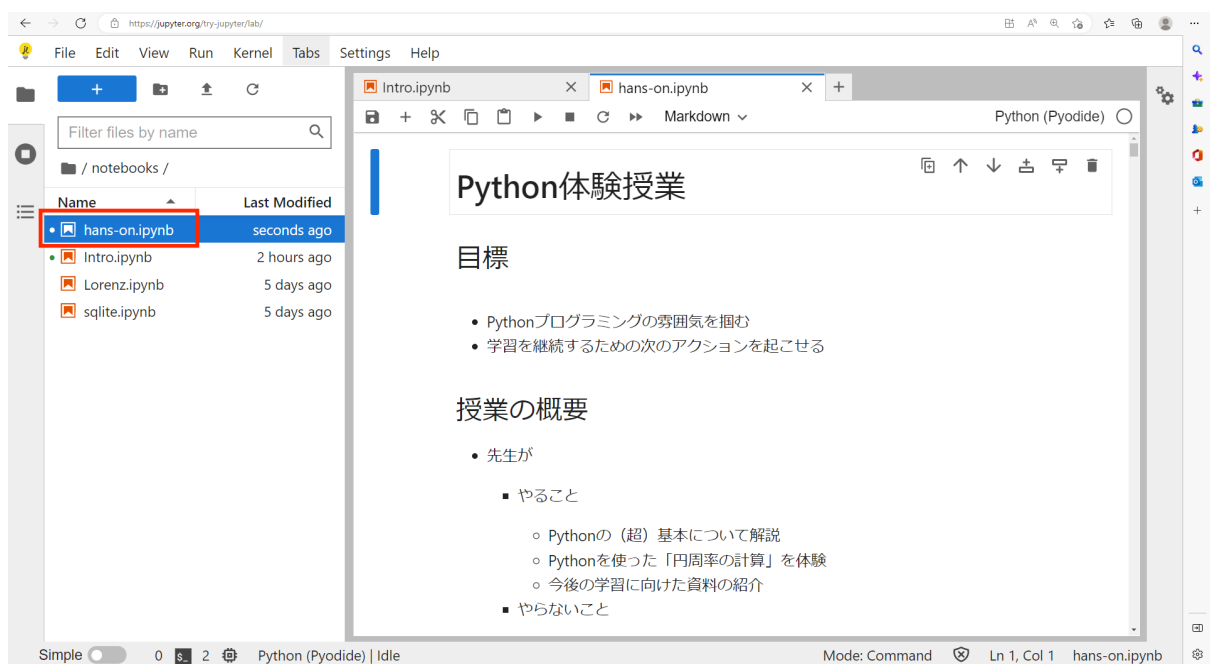 https://jupyter.org/try-jupyter/lab/
File Edit View Run Kernel Tabs Settings Help
Filter files by name
/ notebooks /
Name Last Modified
hans-on.ipynb seconds ago
Intro.ipynb 2 hours ago
Lorenz.ipynb 5 days ago
sqlite.ipynb 5 days ago
Intro.ipynb hans-on.ipynb
Markdown Python (Pyodide)
Python体験授業
目標
Pythonプログラミングの雰囲気を掴む
学習を継続するための次のアクションを起こせる
授業の概要
先生が
やること
Pythonの（超）基本について解説
Pythonを使った「円周率の計算」を体験
今後の学習に向けた資料の紹介
やらないこと
Simple 0 2 Python (Pyodide) | Idle Mode: Command Ln 1, Col 1 hans-on.ipynb